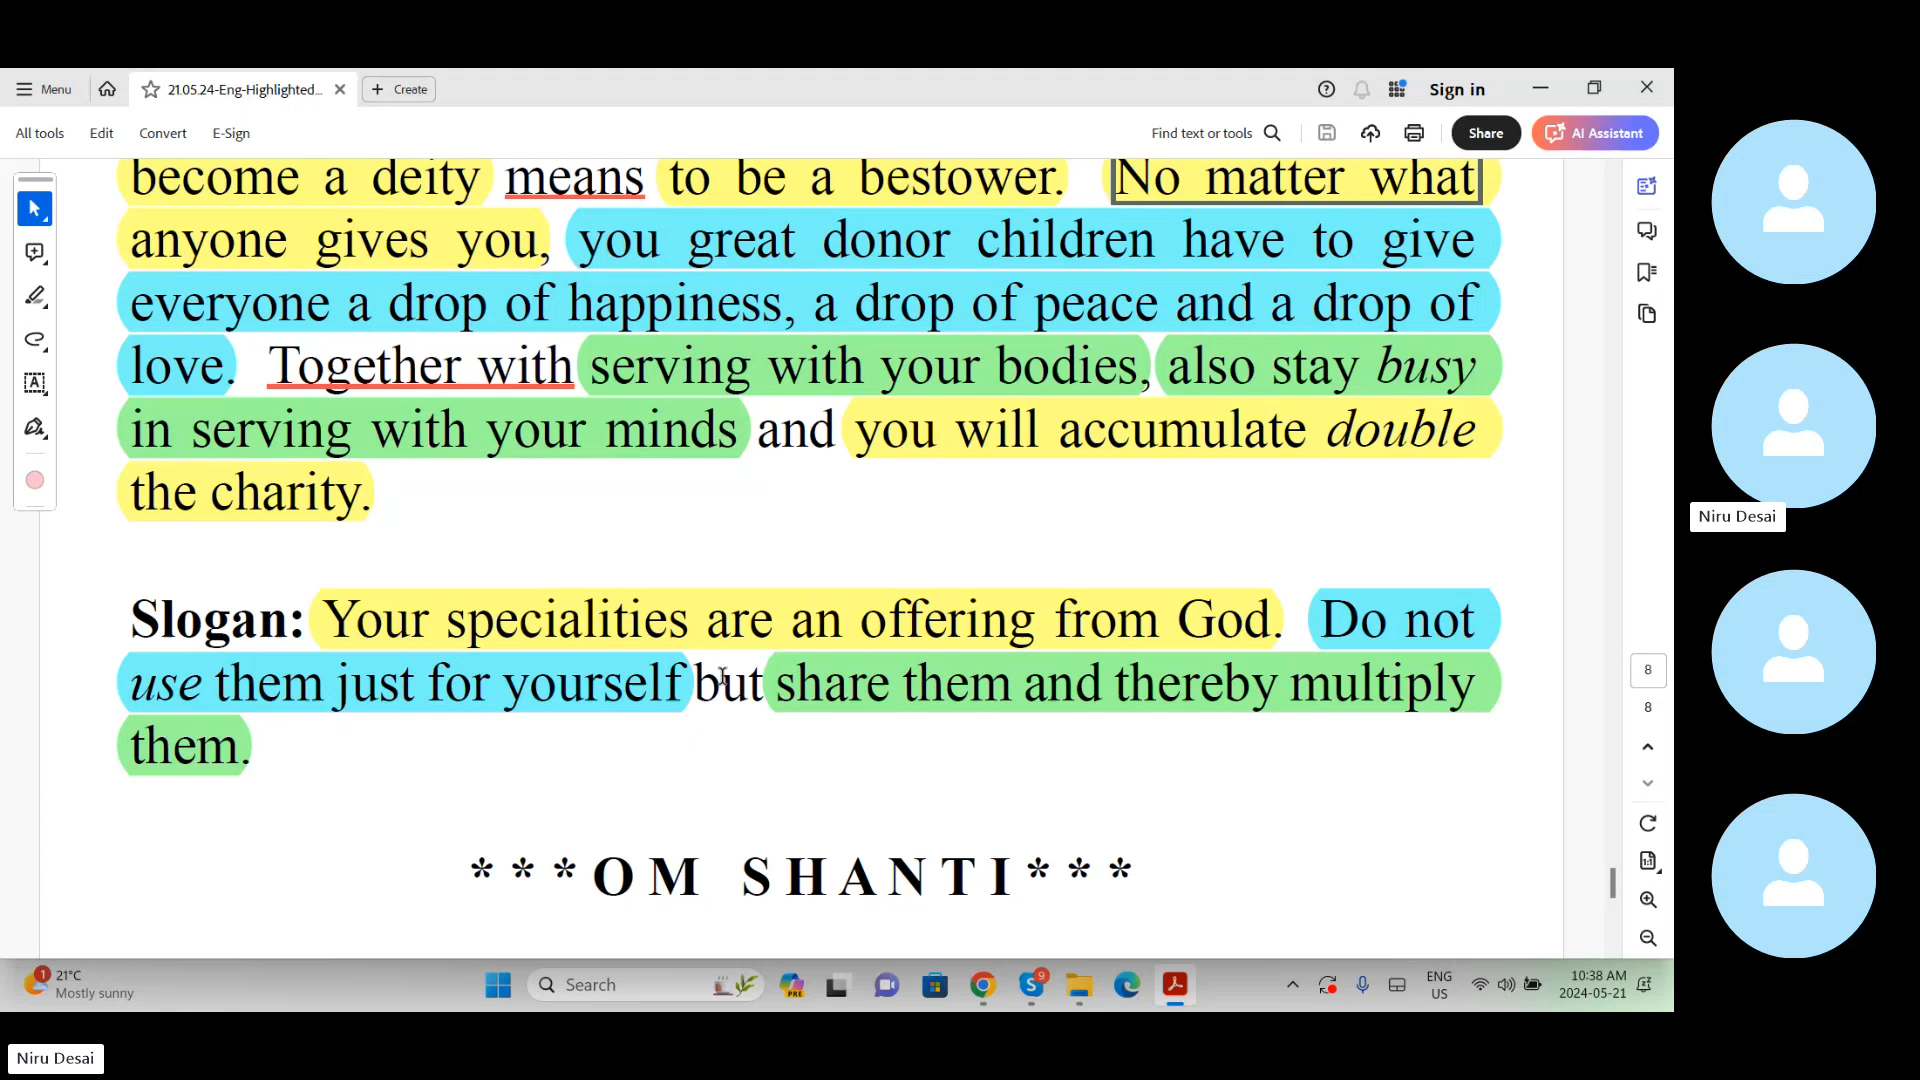 Menu
21.05.24-Eng-Highlighted...
Create
Sign in
All tools
Edit
Convert
E-Sign
Find text or tools
Share
AI Assistant
become a deity means to be a bestower. No matter what
anyone gives you, you great donor children have to give
everyone a drop of happiness, a drop of peace and a drop of
love. Together with serving with your bodies, also stay busy
in serving with your minds and you will accumulate double
the charity.
Slogan: Your specialities are an offering from God. Do not
use them just for yourself but share them and thereby multiply
them.
***OM SHANTI***
8
8
Niru Desai
1
21°C
Mostly sunny
Search
PRE
9
ENG
US
10:38 AM
2024-05-21
Niru Desai